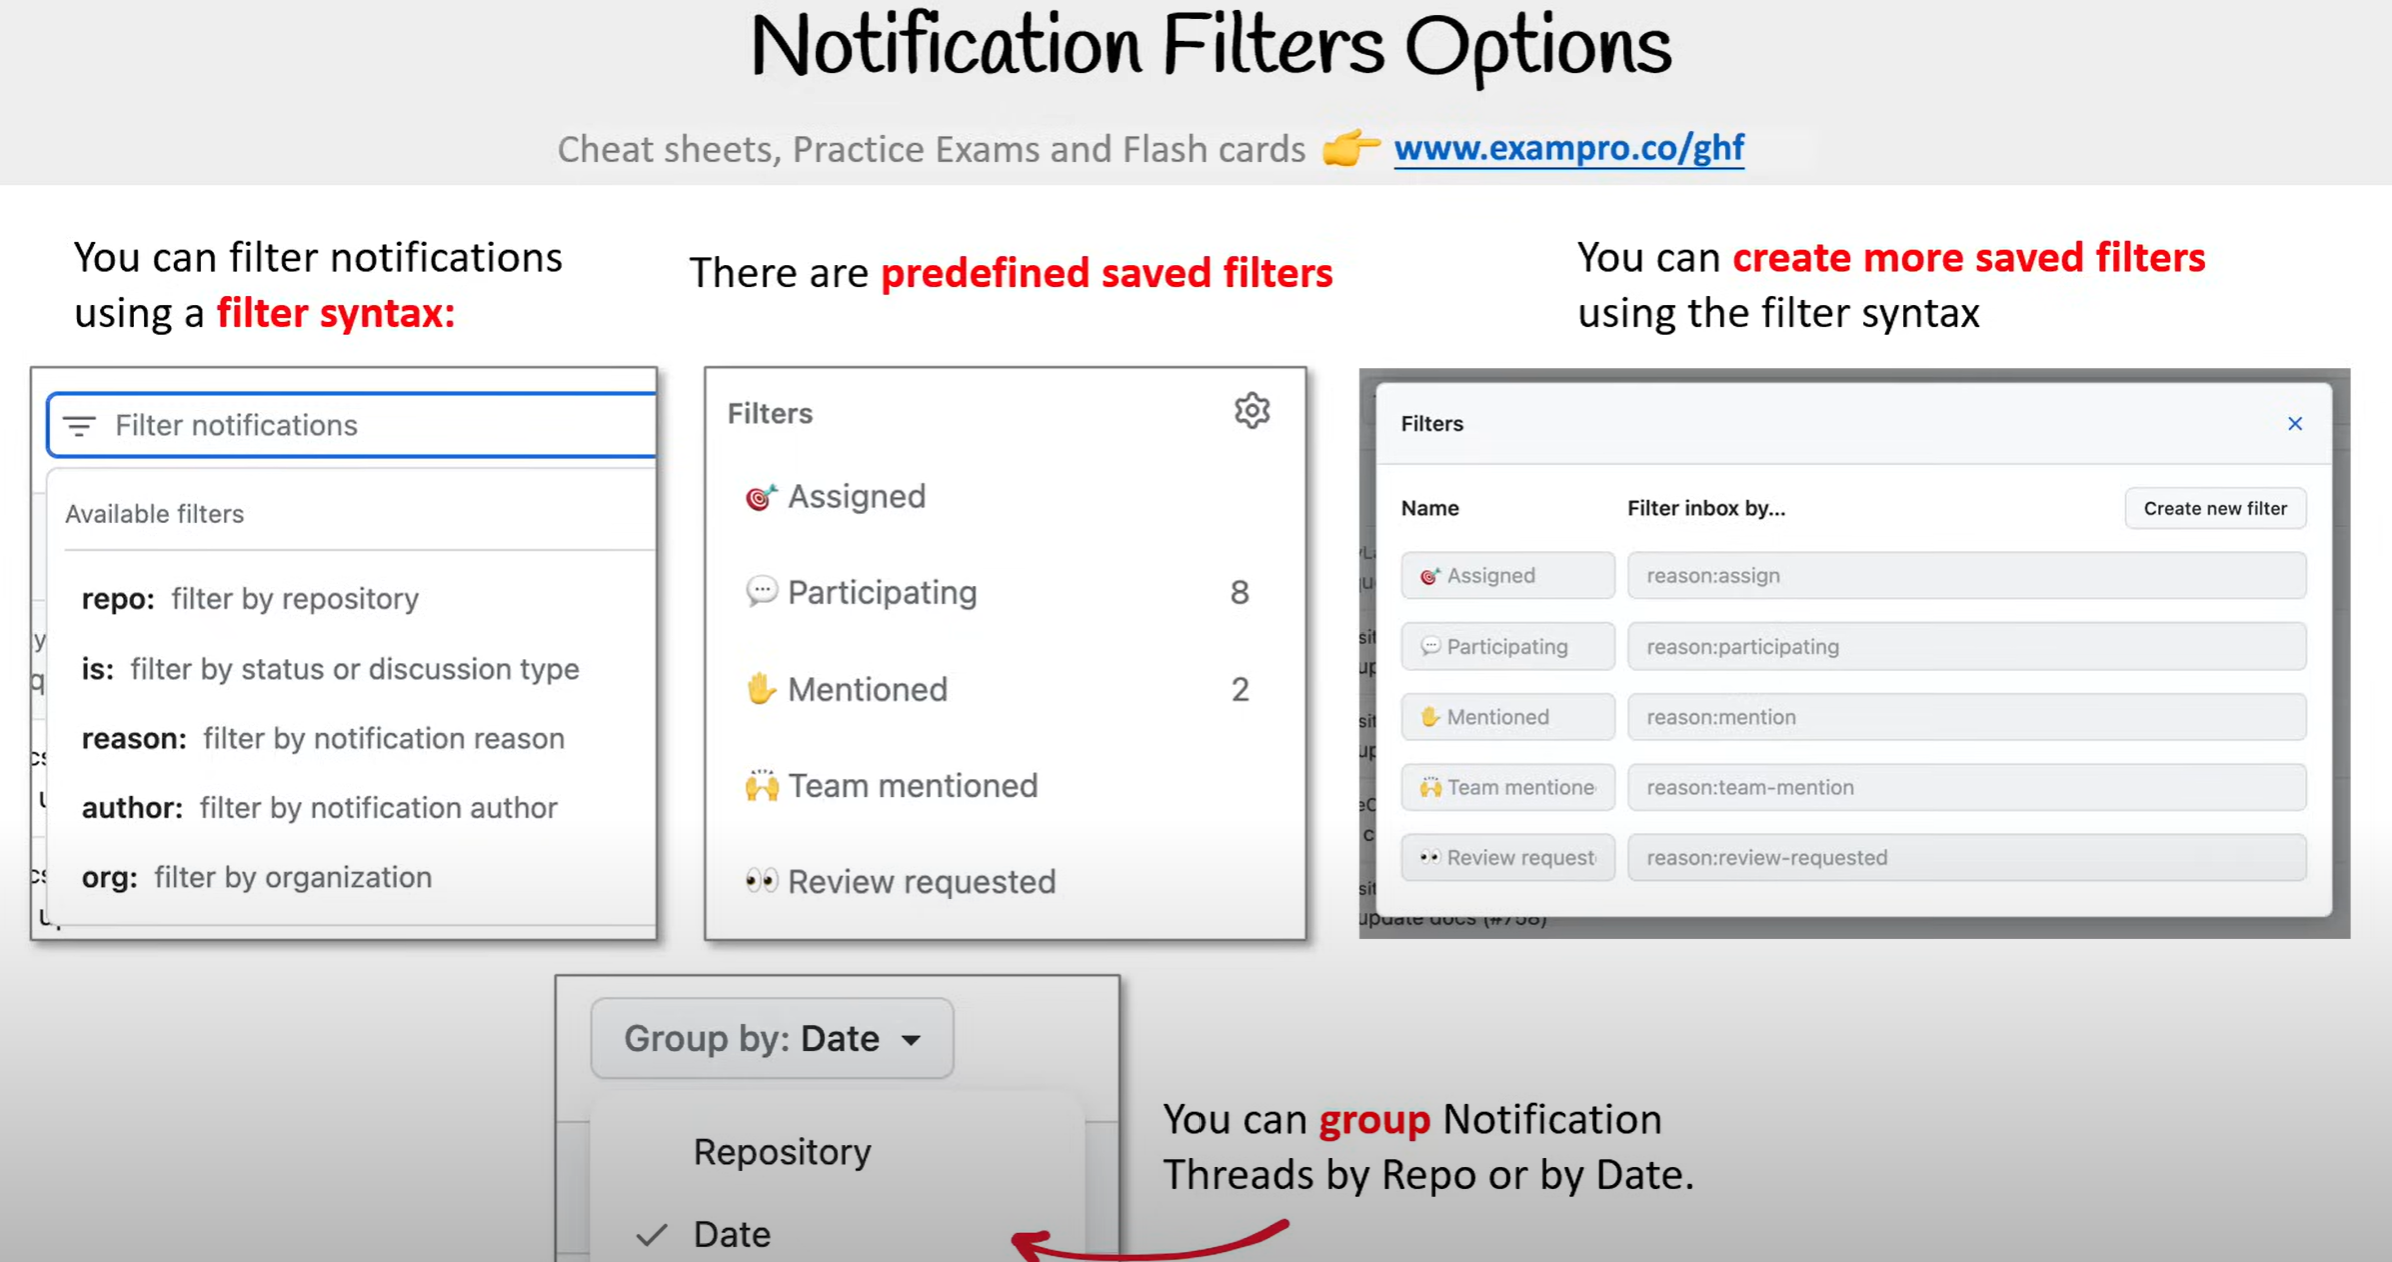 Notification Filters Options
Cheat sheets, Practice Exams and Flash cards 👉 www.exampro.co/ghf
You can filter notifications
using a filter syntax:
Filter notifications
Available filters
repo: filter by repository
is: filter by status or discussion type
reason: filter by notification reason
author: filter by notification author
org: filter by organization
There are predefined saved filters
Filters
🎯 Assigned
💬 Participating 8
✋ Mentioned 2
🙌 Team mentioned
👀 Review requested
You can create more saved filters
using the filter syntax
Filters
Name Filter inbox by... Create new filter
🎯 Assigned reason:assign
💬 Participating reason:participating
✋ Mentioned reason:mention
🙌 Team mentione reason:team-mention
👀 Review request reason:review-requested
update docs (#758)
Group by: Date
Repository
Date
You can group Notification
Threads by Repo or by Date.